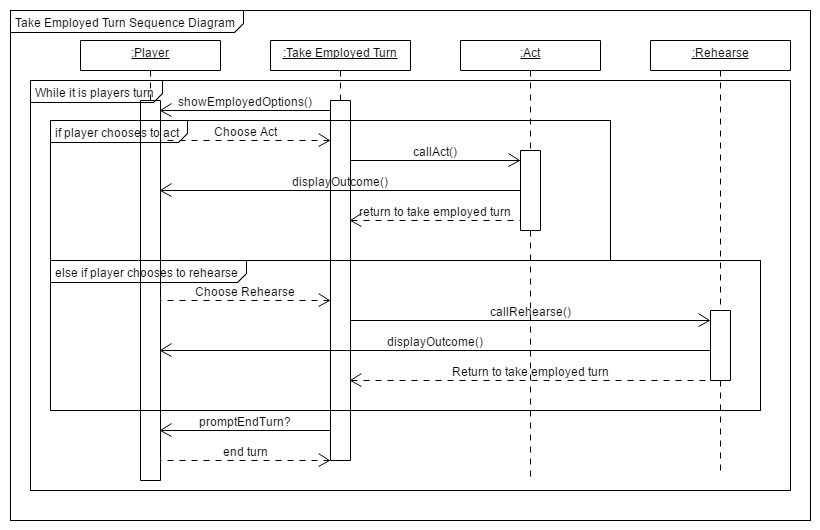 Take Employed Turn Sequence Diagram
:Player
:Take Employed Turn
:Act
:Rehearse
While it is players turn
showEmployedOptions()
if player chooses to act
Choose Act
callAct()
displayOutcome()
return to take employed turn
else if player chooses to rehearse
Choose Rehearse
callRehearse()
displayOutcome()
Return to take employed turn
promptEndTurn?
end turn